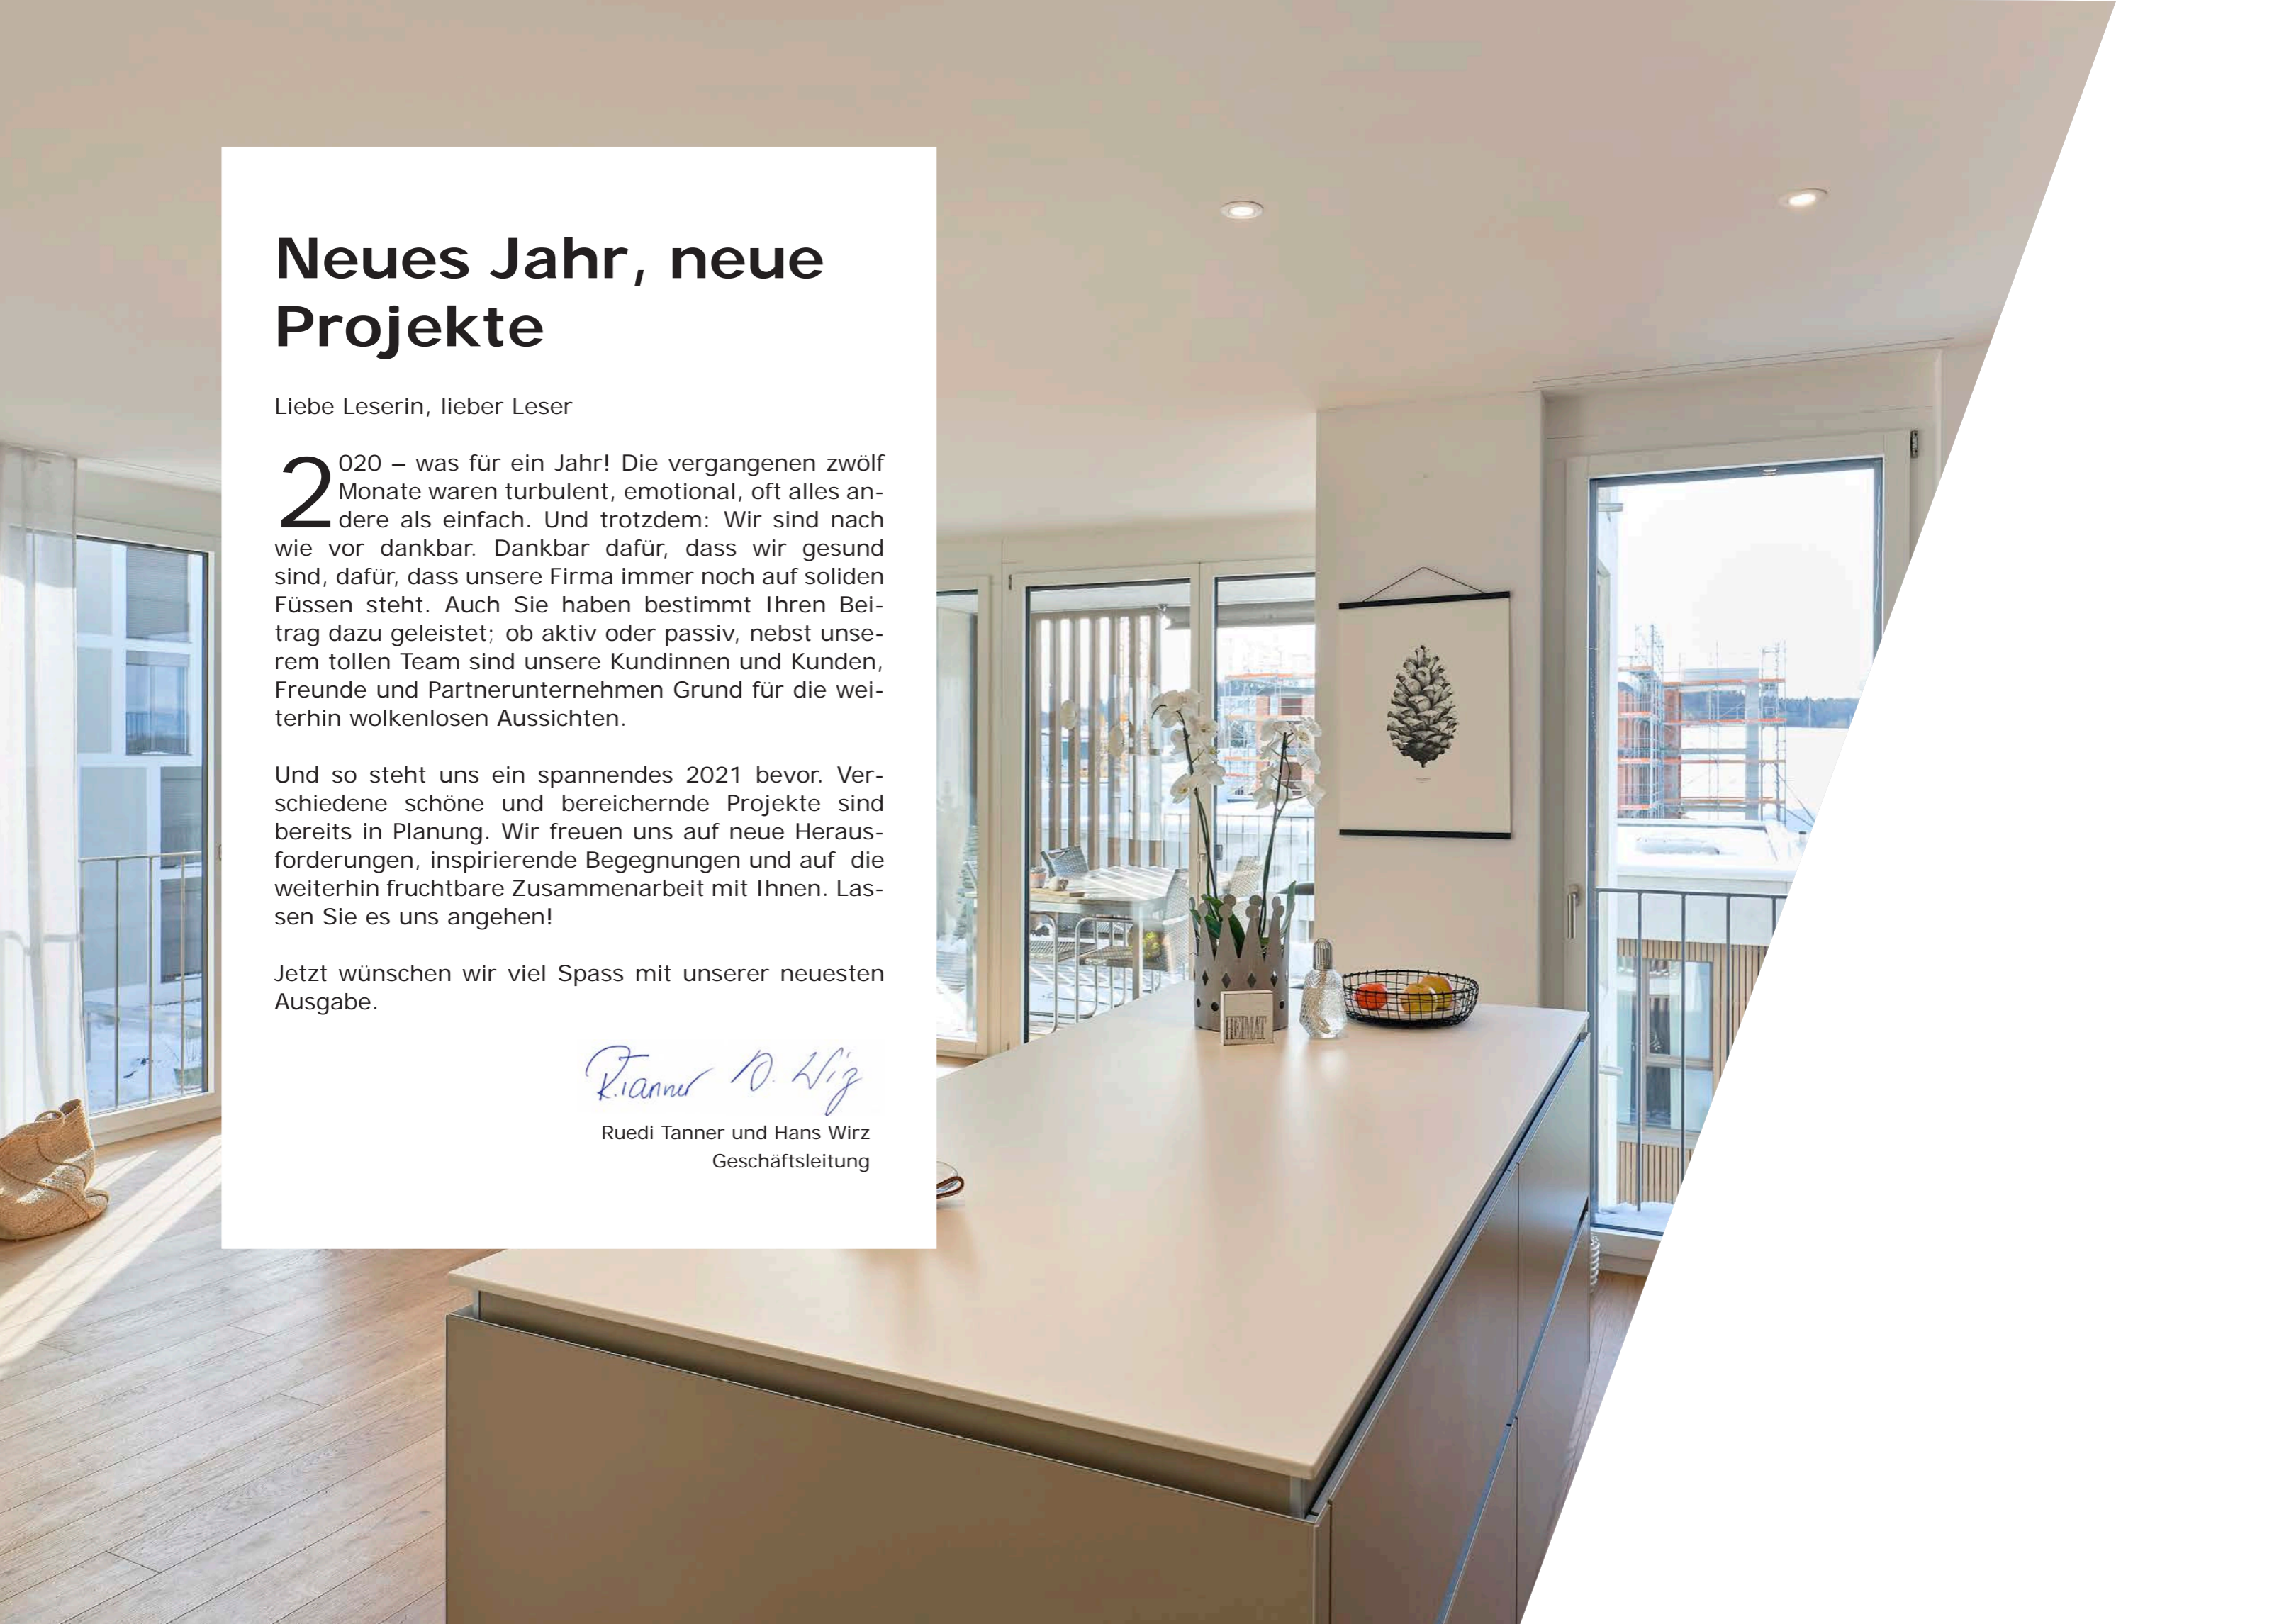 Neues Jahr, neue
Projekte
Liebe Leserin, lieber Leser
2020 – was für ein Jahr! Die vergangenen zwölf
Monate waren turbulent, emotional, oft alles an-
dere als einfach. Und trotzdem: Wir sind nach
wie vor dankbar. Dankbar dafür, dass wir gesund
sind, dafür, dass unsere Firma immer noch auf soliden
Füssen steht. Auch Sie haben bestimmt Ihren Bei-
trag dazu geleistet; ob aktiv oder passiv, nebst unse-
rem tollen Team sind unsere Kundinnen und Kunden,
Freunde und Partnerunternehmen Grund für die wei-
terhin wolkenlosen Aussichten.
Und so steht uns ein spannendes 2021 bevor. Ver-
schiedene schöne und bereichernde Projekte sind
bereits in Planung. Wir freuen uns auf neue Heraus-
forderungen, inspirierende Begegnungen und auf die
weiterhin fruchtbare Zusammenarbeit mit Ihnen. Las-
sen Sie es uns angehen!
Jetzt wünschen wir viel Spass mit unserer neuesten
Ausgabe.
R.Tanner
Ruedi Tanner und Hans Wirz
Geschäftsleitung
HEIMAT